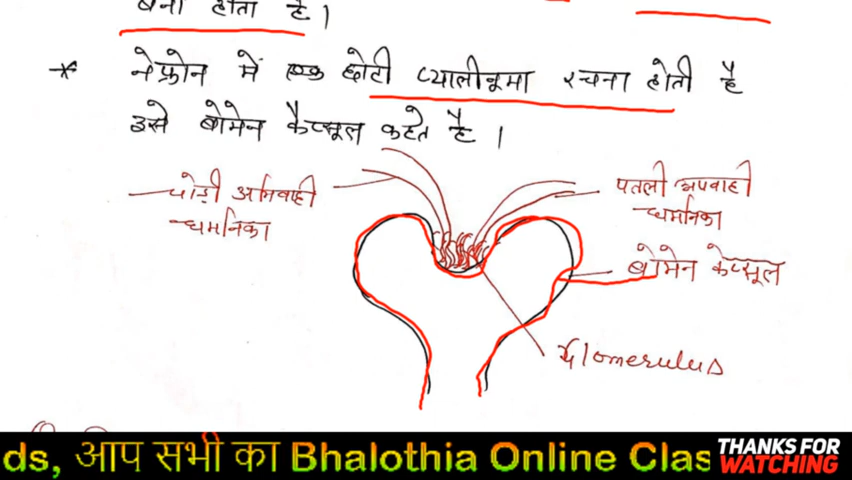 बना होता है।
* नेफ्रोन में एक छोटी प्यालीनुमा रचना होती है
उसे बोमेन कैप्सूल कहते है।
चौड़ी अभिवाही
धमनिका
पतली अपवाही
धमनिका
बोमेन केप्सूल
Glomerulus
ds, आप सभी का Bhalothia Online Clas
THANKS FOR
WATCHING